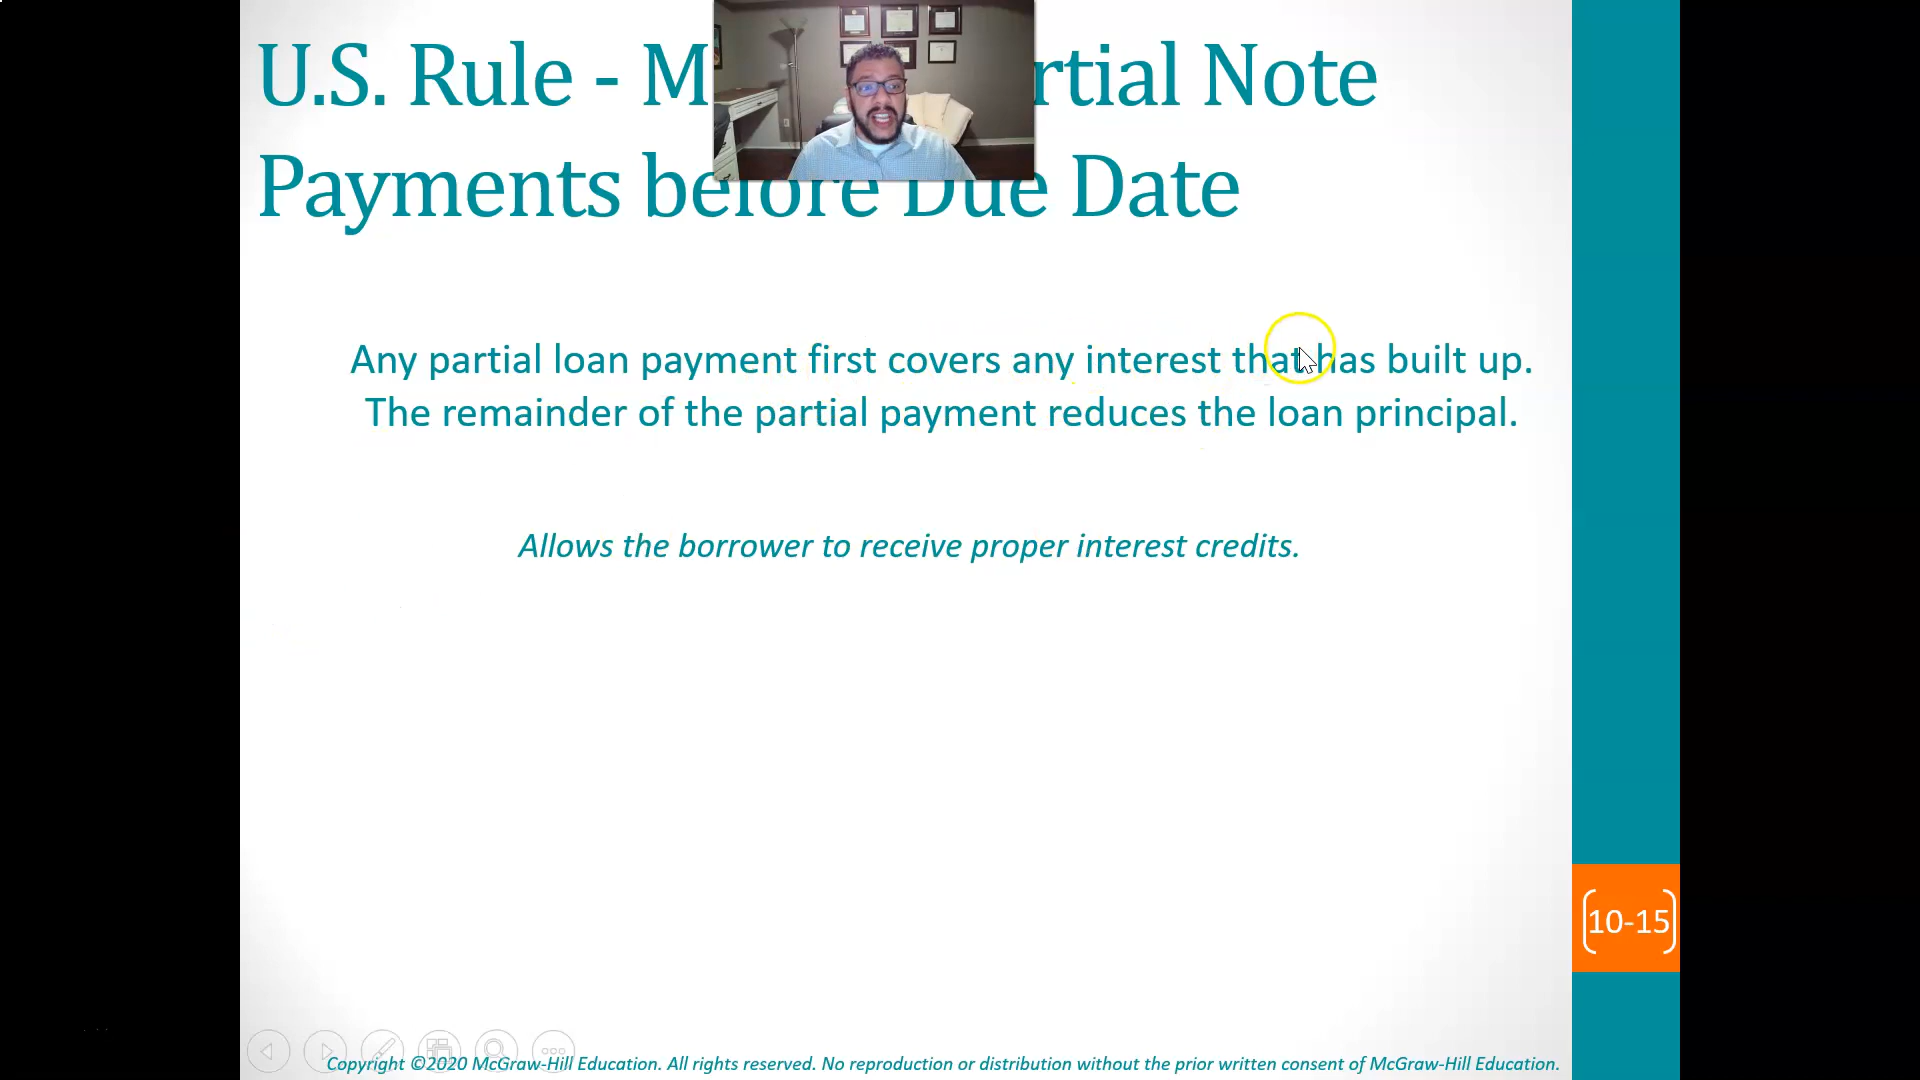 U.S. Rule - M rtial Note
Payments before Due Date
Any partial loan payment first covers any interest that has built up.
The remainder of the partial payment reduces the loan principal.
Allows the borrower to receive proper interest credits.
10-15
Copyright ©2020 McGraw-Hill Education. All rights reserved. No reproduction or distribution without the prior written consent of McGraw-Hill Education.